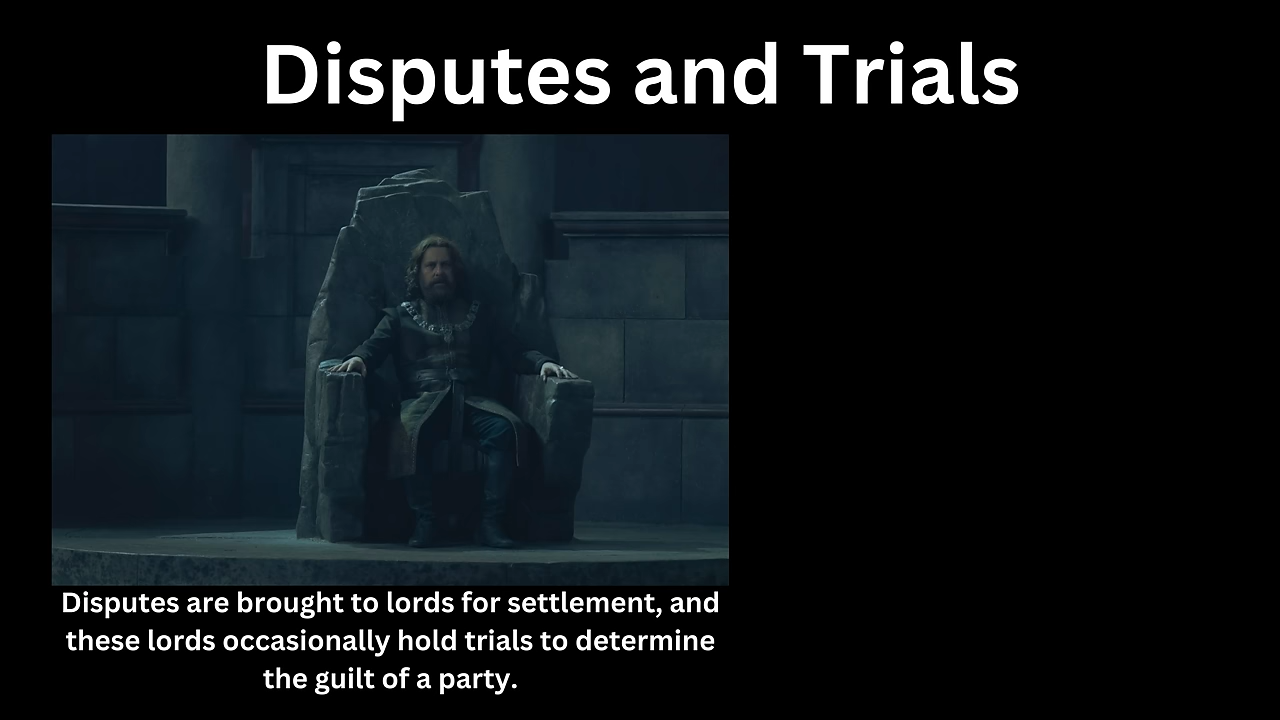 Disputes and Trials
Disputes are brought to lords for settlement, and
these lords occasionally hold trials to determine
the guilt of a party.